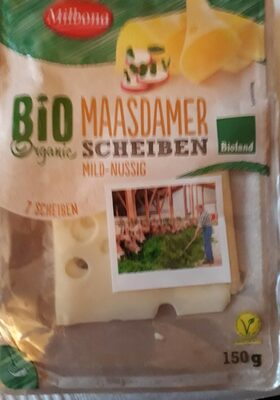 Milbona
BiO
Organic
MAASDAMER
SCHEIBEN
MILD-NUSSIG
Bioland
7 SCHEIBEN
150g